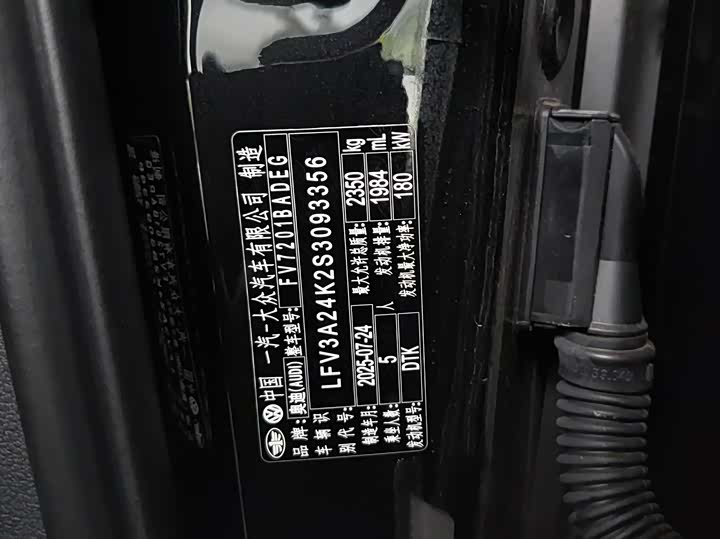 中国 一汽-大众汽车有限公司 制造
品牌: 奥迪(AUDI) 整车型号: FV7201BADEG
车辆识别代号: LFV3A24K2S3093356
制造年月: 2025-07-24 最大允许总质量: 2350 kg
乘坐人数: 5 人 发动机排量: 1984 mL
发动机型号: DTK 发动机最大净功率: 180 kW